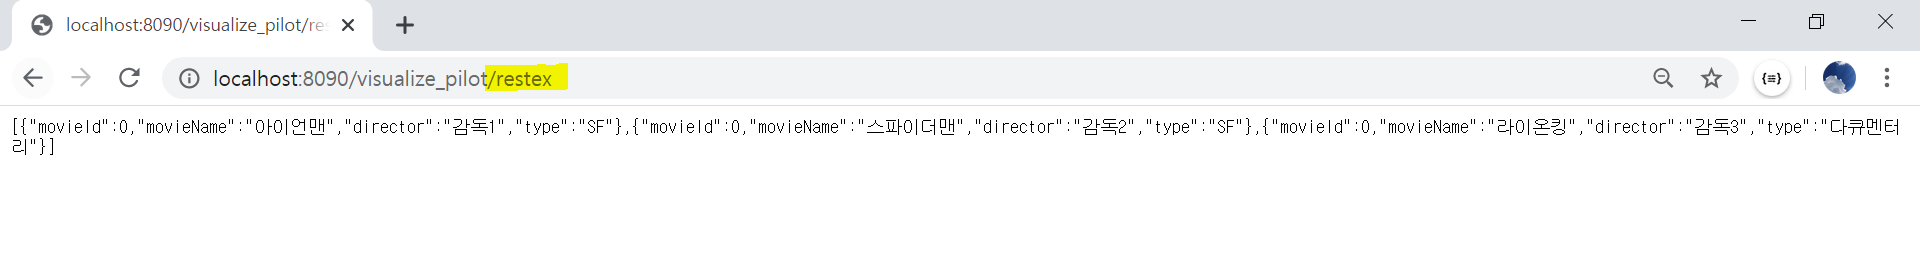 localhost:8090/visualize_pilot/res
localhost:8090/visualize_pilot/restex
[{"movieId":0,"movieName":"아이언맨","director":"감독1","type":"SF"},{"movieId":0,"movieName":"스파이더맨","director":"감독2","type":"SF"},{"movieId":0,"movieName":"라이온킹","director":"감독3","type":"다큐멘터
리"}]